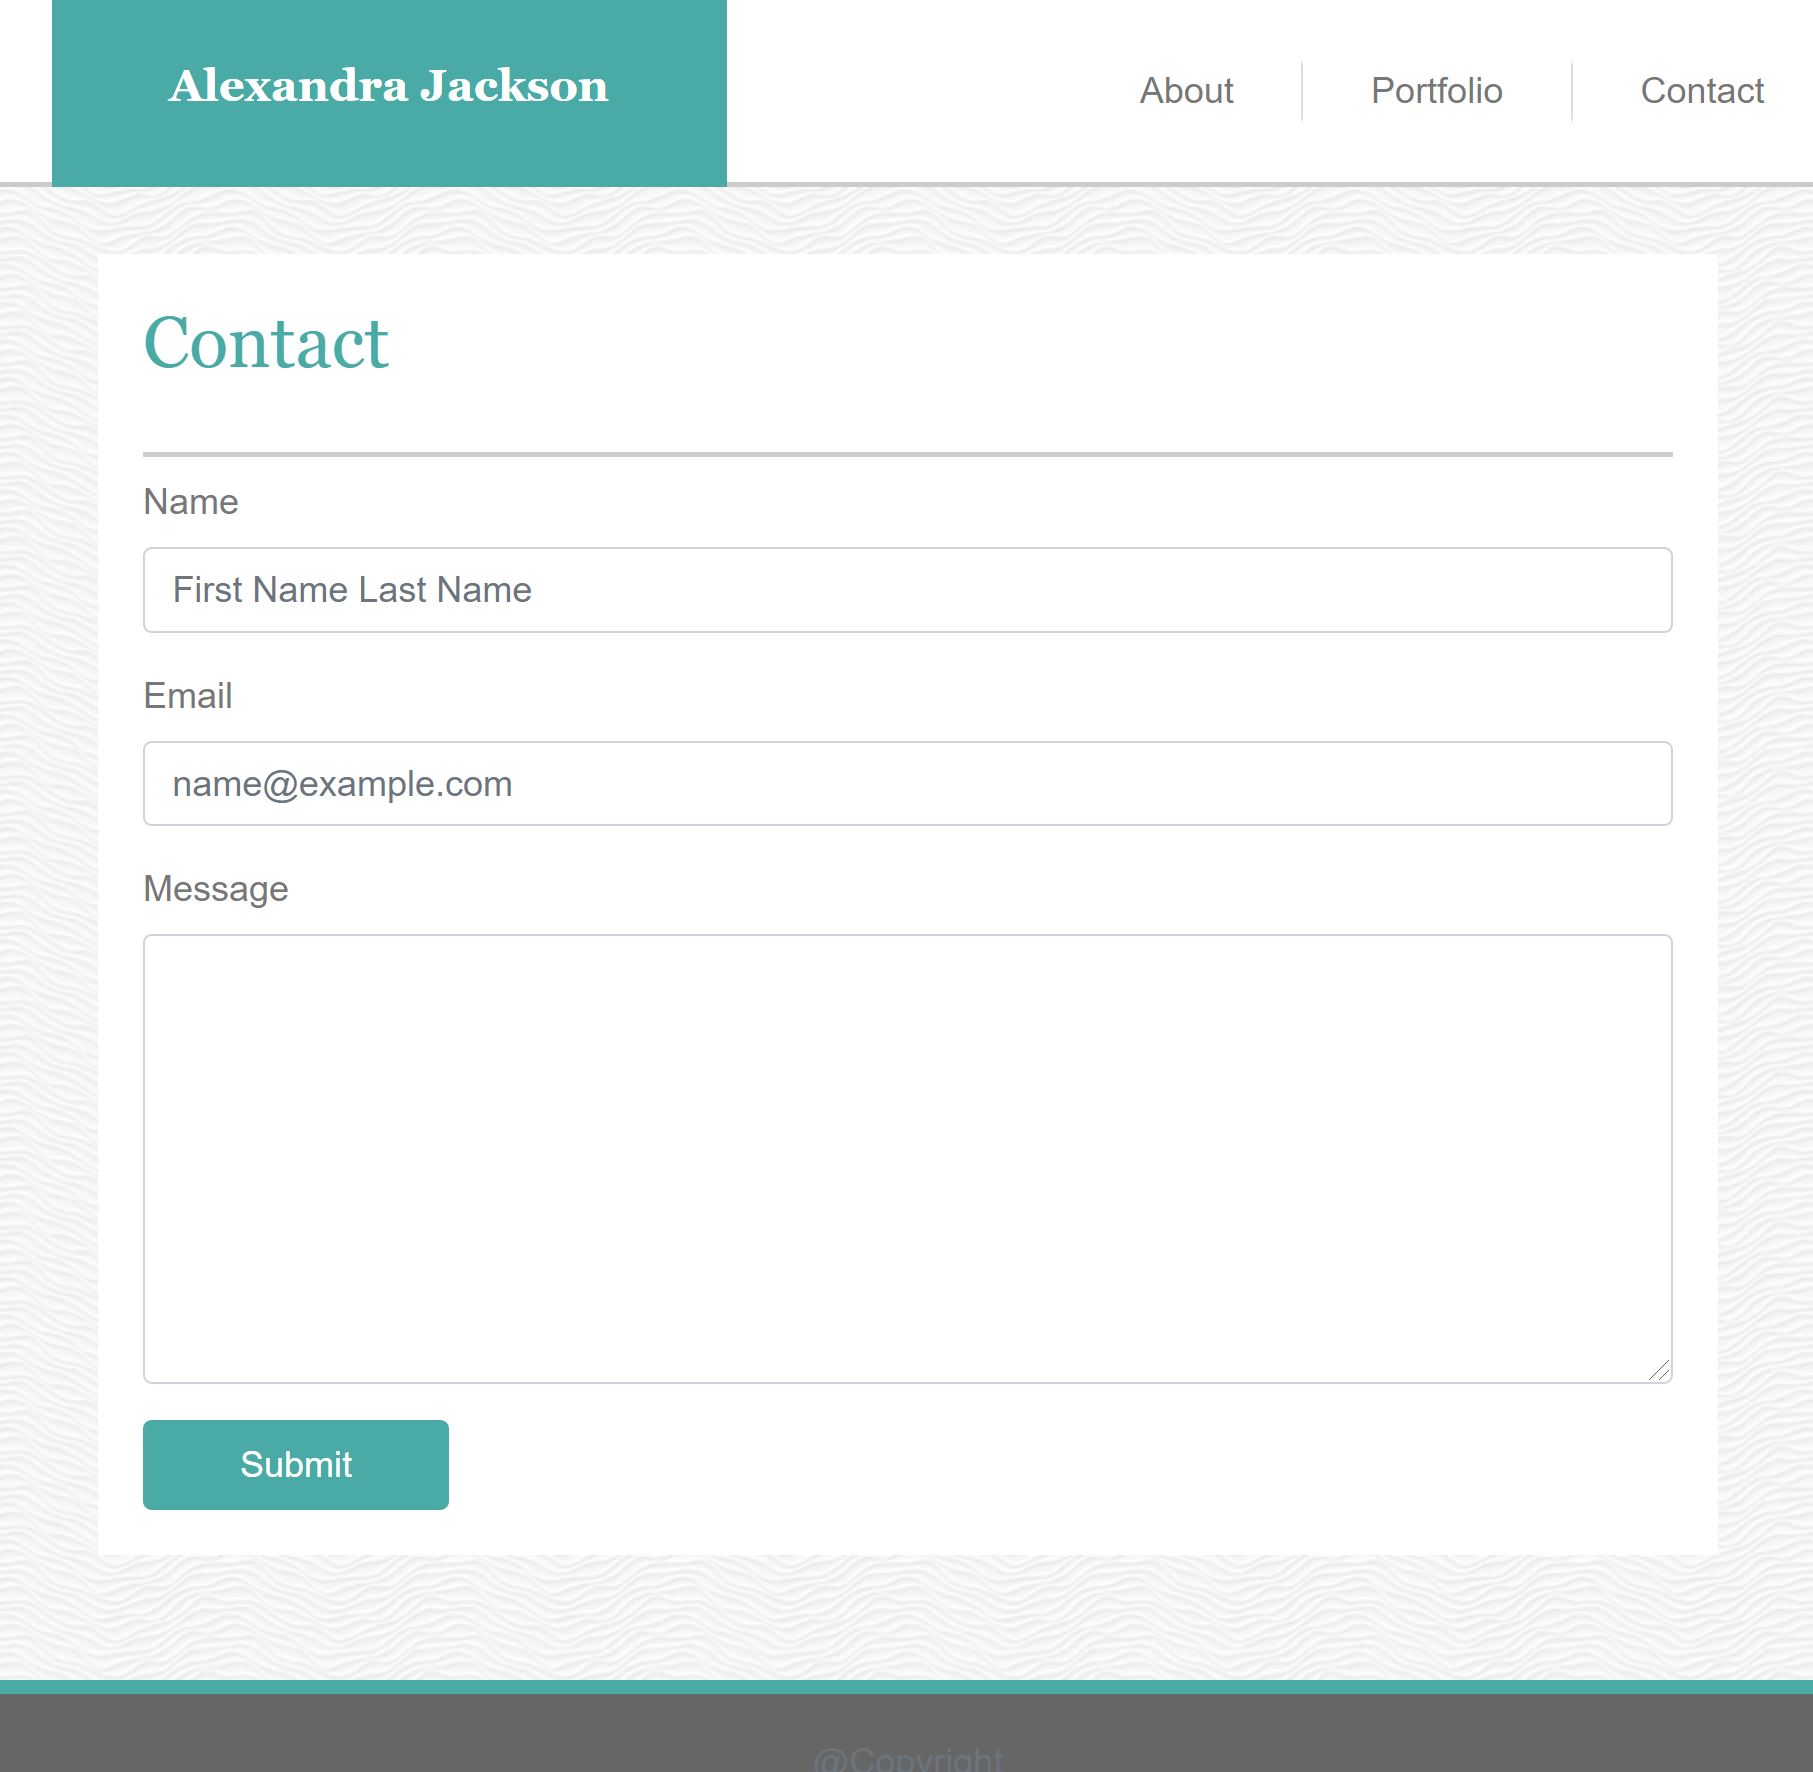 Alexandra Jackson
About
Portfolio
Contact
Contact
Name
First Name Last Name
Email
name@example.com
Message
Submit
@Copyright